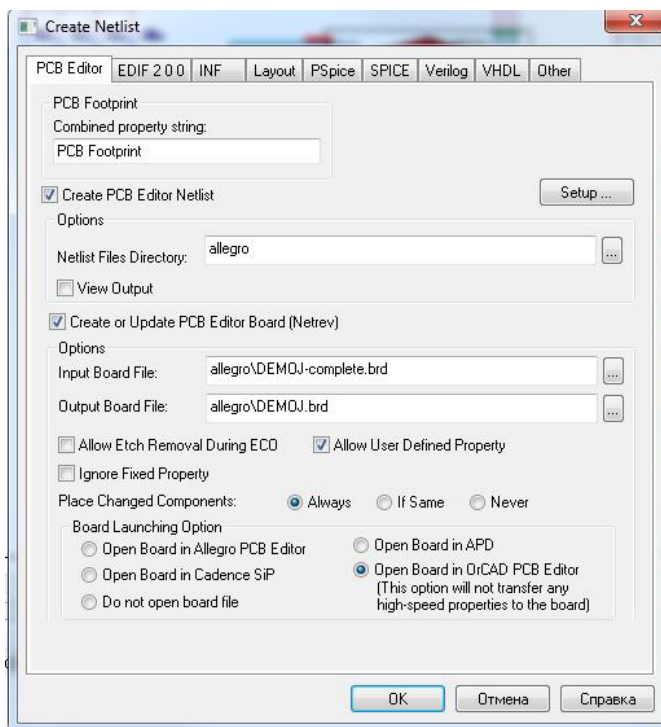 Create Netlist
PCB Editor EDIF 2 0 0 INF Layout PSpice SPICE Verilog VHDL Other
PCB Footprint
Combined property string:
PCB Footprint
Create PCB Editor Netlist
Setup ...
Options
Netlist Files Directory:
allegro
...
View Output
Create or Update PCB Editor Board (Netrev)
Options
Input Board File:
allegro\DEMOJ-complete.brd
...
Output Board File:
allegro\DEMOJ.brd
...
Allow Etch Removal During ECO
Allow User Defined Property
Ignore Fixed Property
Place Changed Components:
Always
If Same
Never
Board Launching Option
Open Board in Allegro PCB Editor
Open Board in APD
Open Board in Cadence SiP
Open Board in OrCAD PCB Editor
(This option will not transfer any
high-speed properties to the board)
Do not open board file
OK
Отмена
Справка